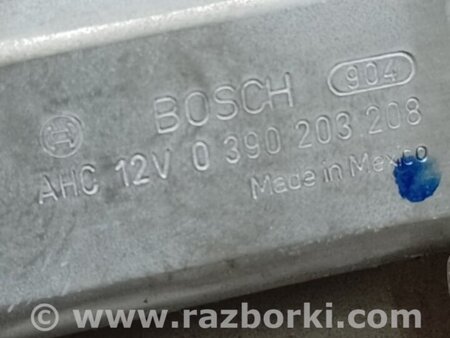 BOSCH 904
AHC 12V 0 390 203 208
Made in Mexico
© www.razborki.com